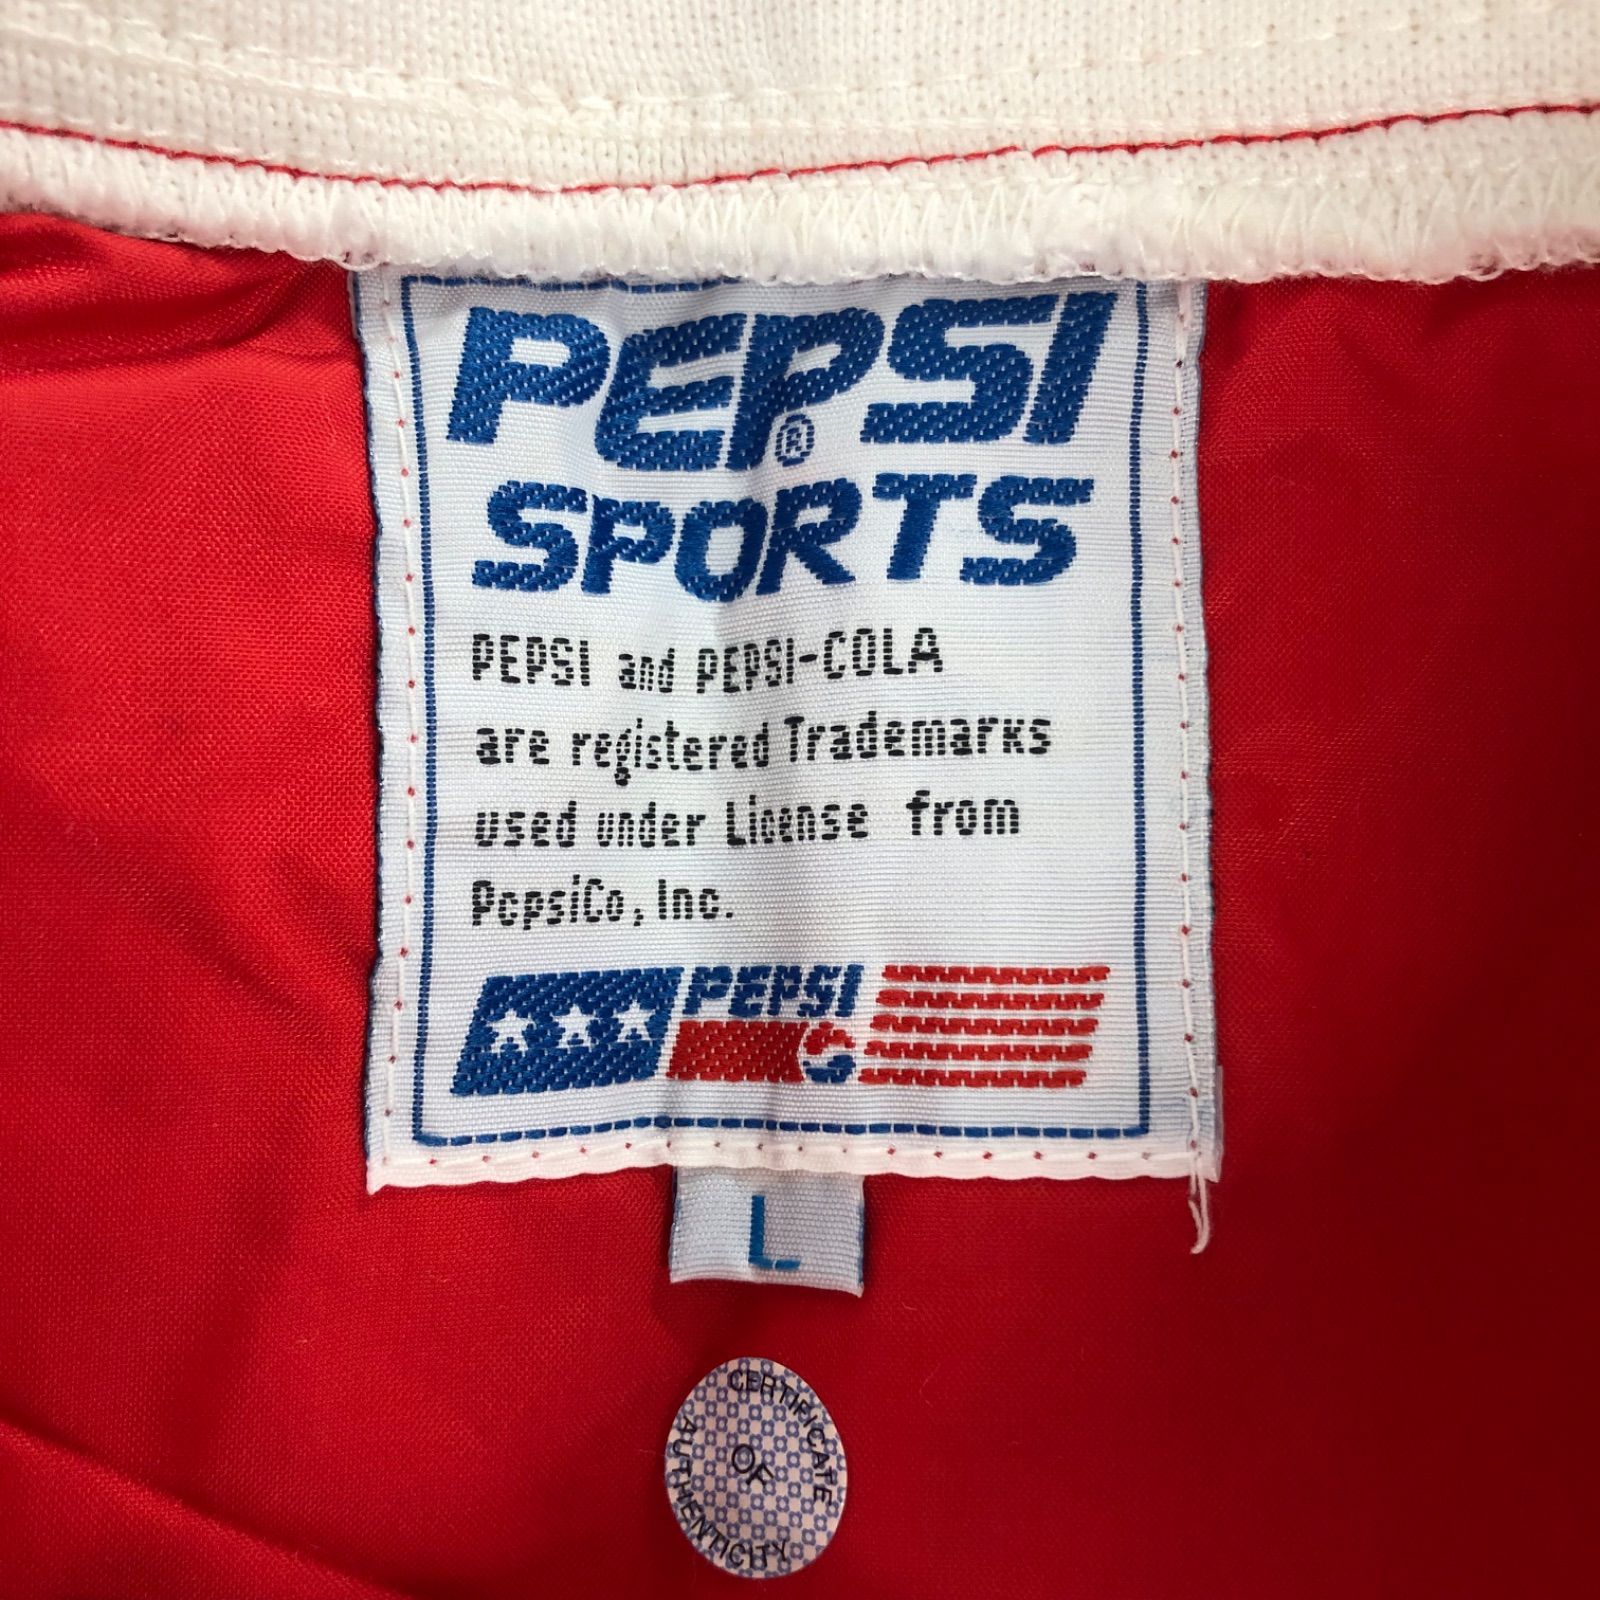 PEPSI®
SPORTS
PEPSI and PEPSI-COLA
are registered Trademarks
used under License from
PepsiCo, Inc.
PEPSI
L
CERTIFICATE
OF
AUTHENTICITY